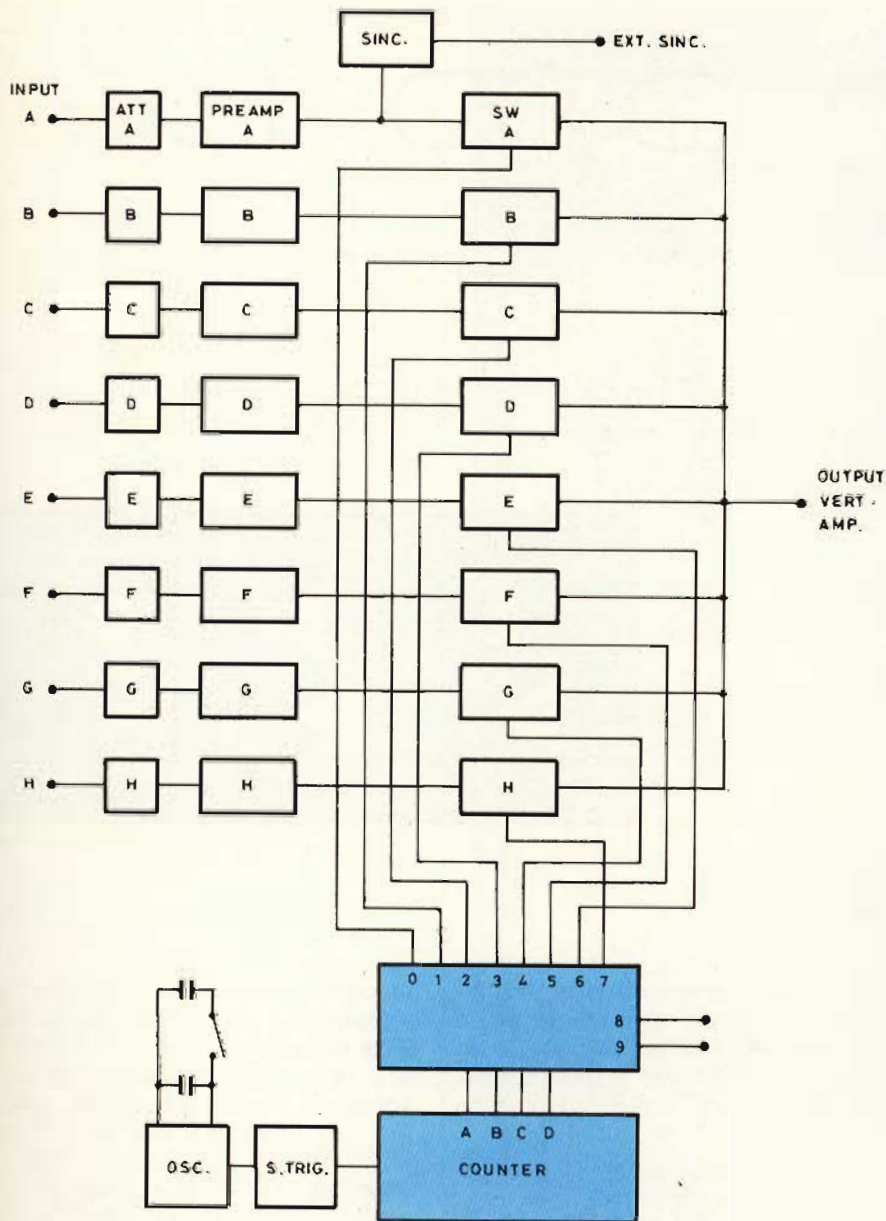 SINC.
EXT. SINC.
INPUT
A
ATT
A
PREAMP
A
SW
A
B
B
B
B
C
C
C
C
D
D
D
D
E
E
E
E
OUTPUT
VERT.
AMP.
F
F
F
F
G
G
G
G
H
H
H
H
0 1 2 3 4 5 6 7
8
9
A B C D
OSC.
S.TRIG.
COUNTER